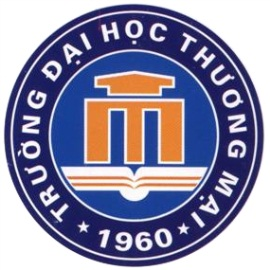 TRƯỜNG ĐẠI HỌC THƯƠNG MẠI
★ 1960 ★